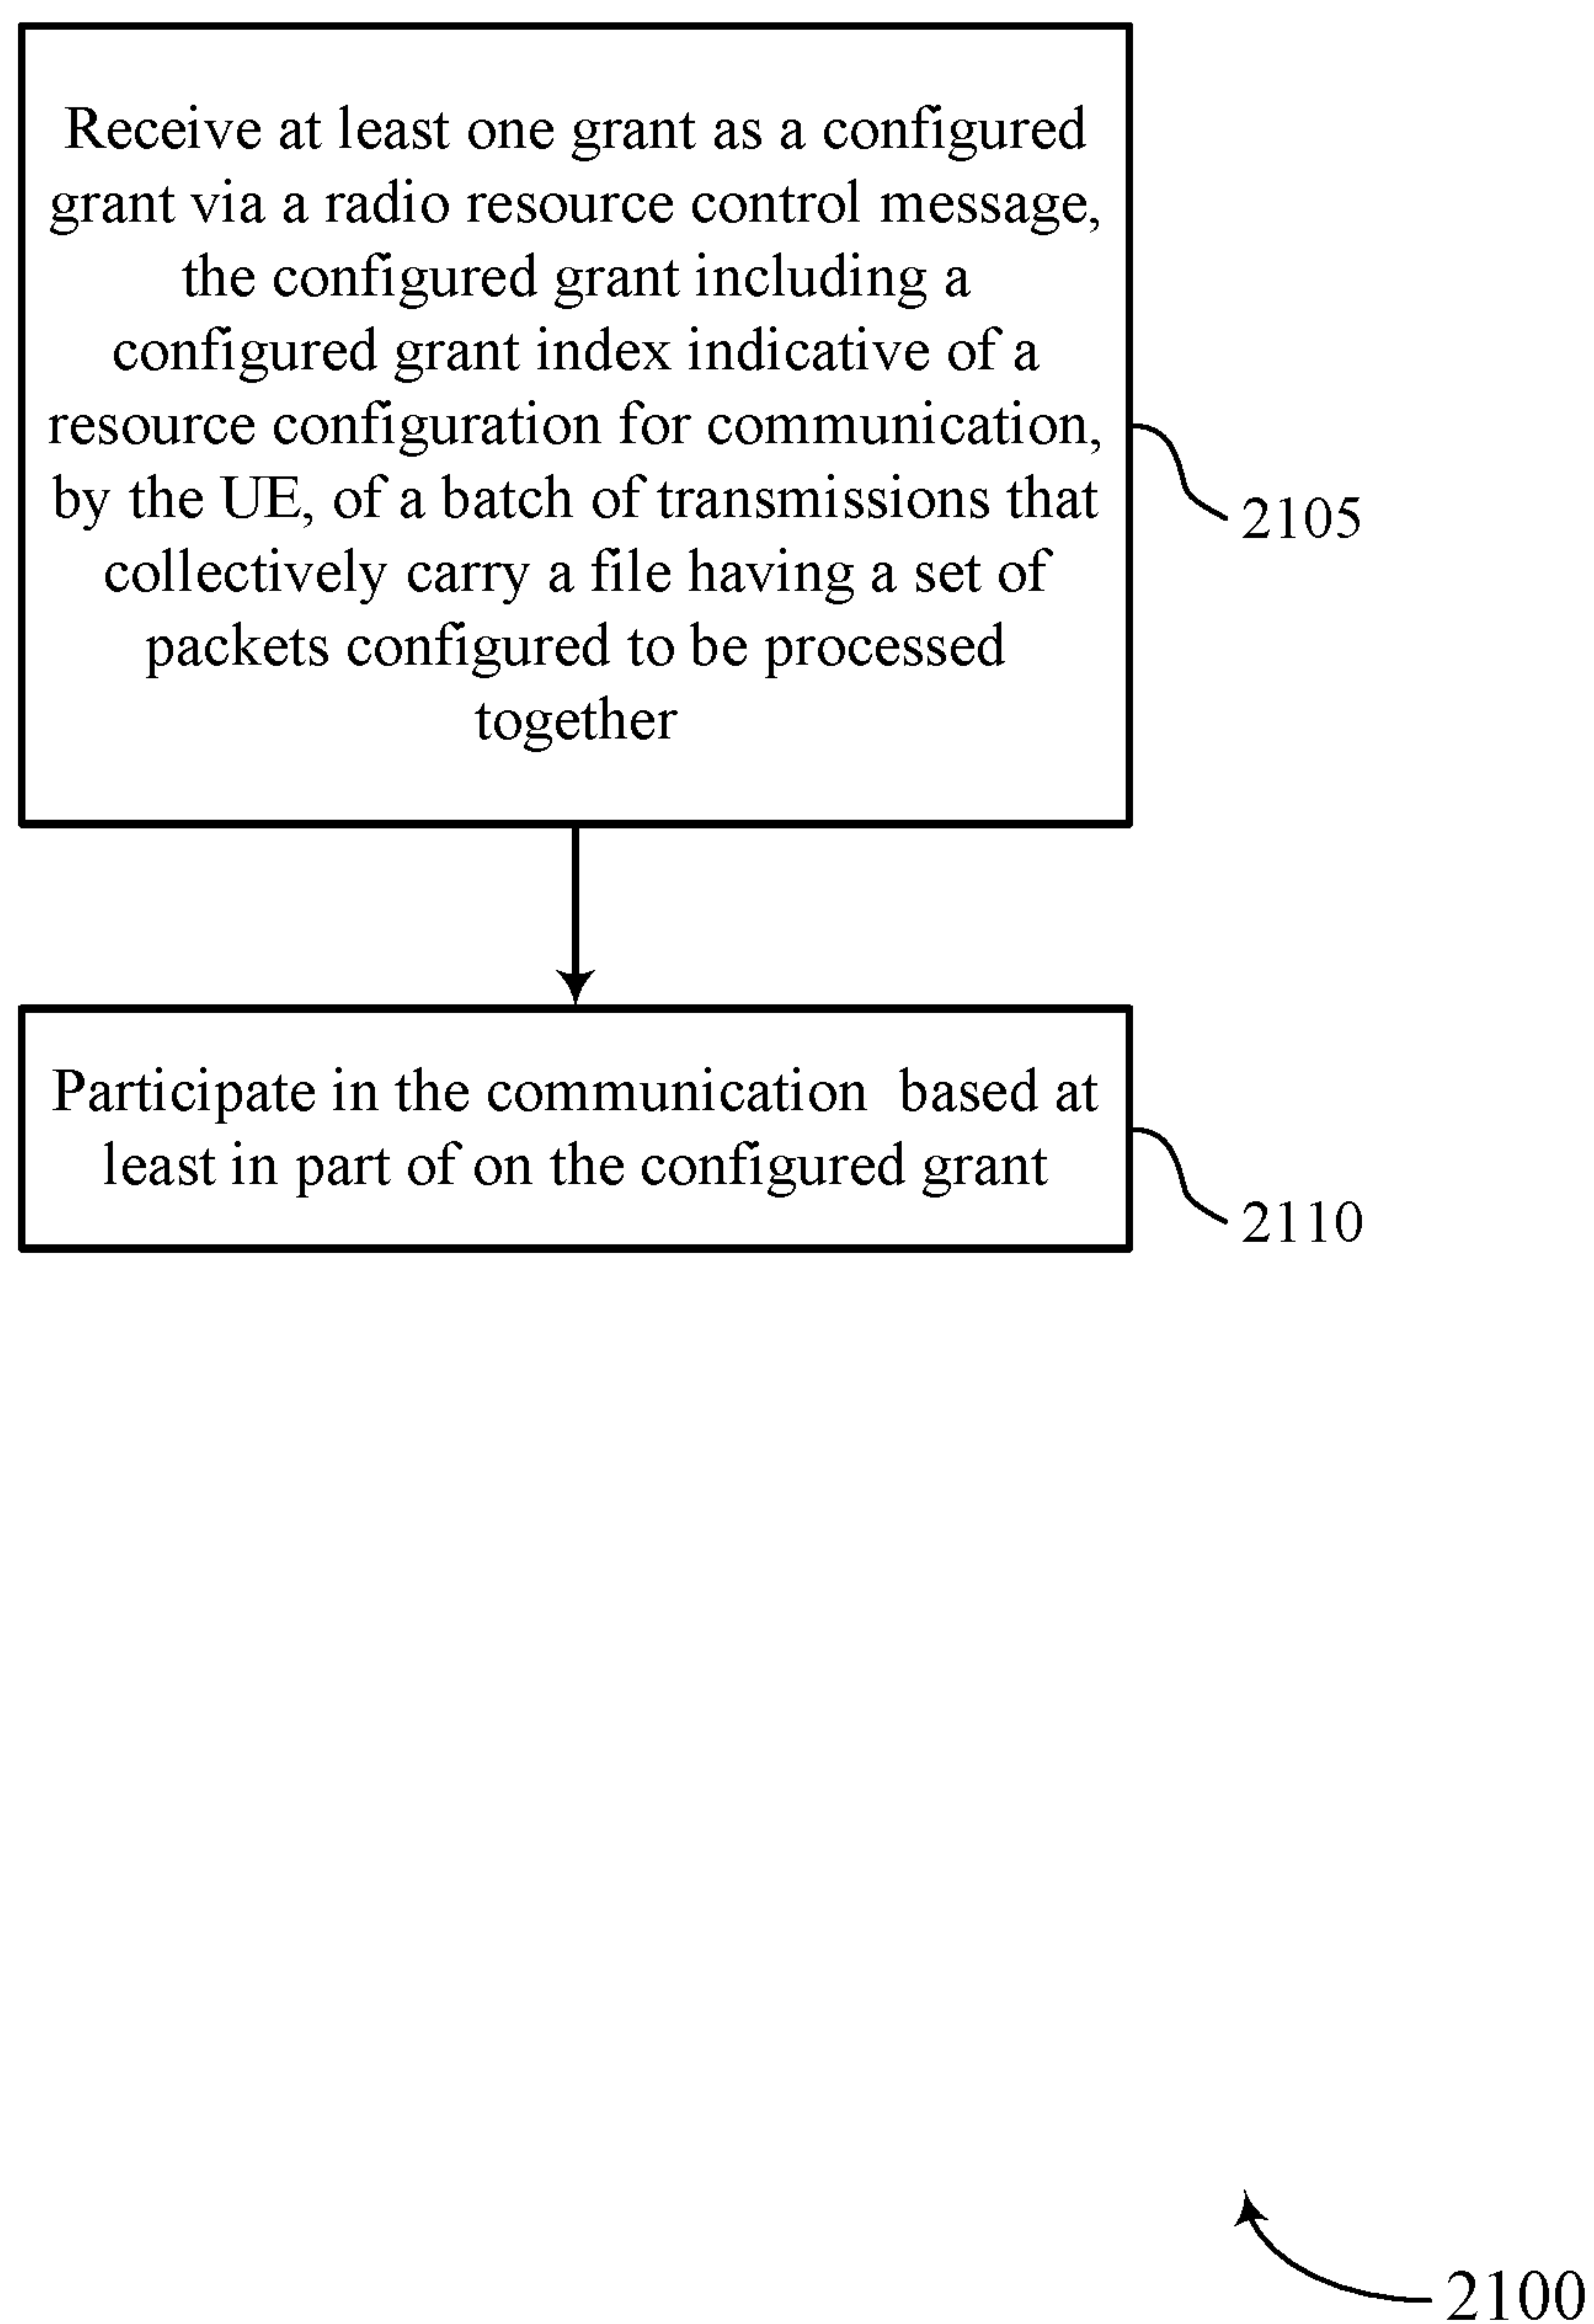 Receive at least one grant as a configured
grant via a radio resource control message,
the configured grant including a
configured grant index indicative of a
resource configuration for communication,
by the UE, of a batch of transmissions that
collectively carry a file having a set of
packets configured to be processed
together
2105
Participate in the communication  based at
least in part of on the configured grant
2110
2100